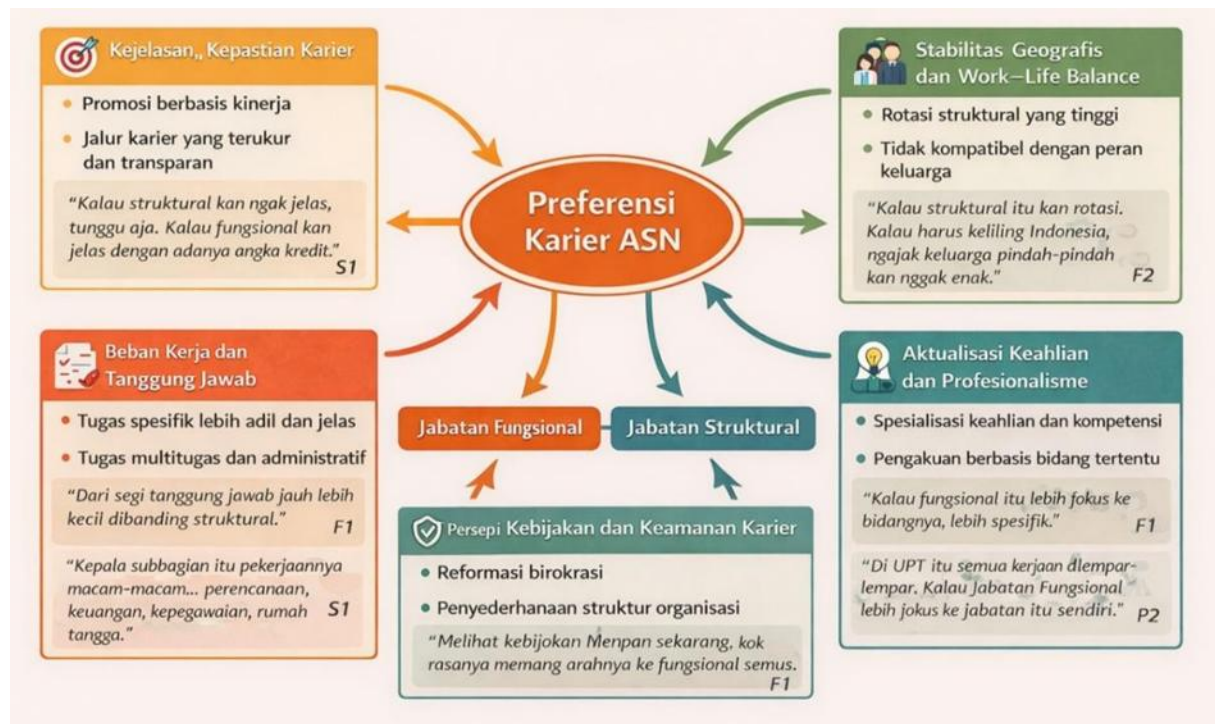 Kejelasan,, Kepastian Karier
• Promosi berbasis kinerja
• Jalur karier yang terukur
dan transparan
“Kalau struktural kan ngak jelas,
tunggu aja. Kalau fungsional kan
jelas dengan adanya angka kredit.”
S1
Stabilitas Geografis
dan Work–Life Balance
• Rotasi struktural yang tinggi
• Tidak kompatibel dengan peran
keluarga
“Kalau struktural itu kan rotasi.
Kalau harus keliling Indonesia,
ngajak keluarga pindah-pindah
kan nggak enak.”
F2
Preferensi
Karier ASN
Beban Kerja dan
Tanggung Jawab
• Tugas spesifik lebih adil dan jelas
• Tugas multitugas dan administratif
“Dari segi tanggung jawab jauh lebih
kecil dibanding struktural.”
F1
“Kepala subbagian itu pekerjaannya
macam-macam... perencanaan,
keuangan, kepegawaian, rumah
tangga.”
S1
Jabatan Fungsional
Jabatan Struktural
Persepi Kebijakan dan Keamanan Karier
• Reformasi birokrasi
• Penyederhanaan struktur organisasi
“Melihat kebijokan Menpan sekarang, kok
rasanya memang arahnya ke fungsional semus.
F1
Aktualisasi Keahlian
dan Profesionalisme
• Spesialisasi keahlian dan kompetensi
• Pengakuan berbasis bidang tertentu
“Kalau fungsional itu lebih fokus ke
bidangnya, lebih spesifik.”
F1
“Di UPT itu semua kerjaan dlempar-
lempar. Kalau Jabatan Fungsional
lebih jokus ke jabatan itu sendiri.”
P2